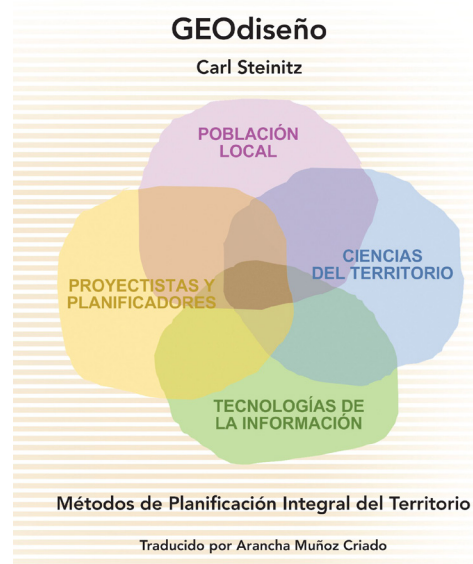 GEOdiseño
Carl Steinitz
POBLACIÓN
LOCAL
CIENCIAS
DEL TERRITORIO
PROYECTISTAS Y
PLANIFICADORES
TECNOLOGÍAS DE
LA INFORMACIÓN
Métodos de Planificación Integral del Territorio
Traducido por Arancha Muñoz Criado